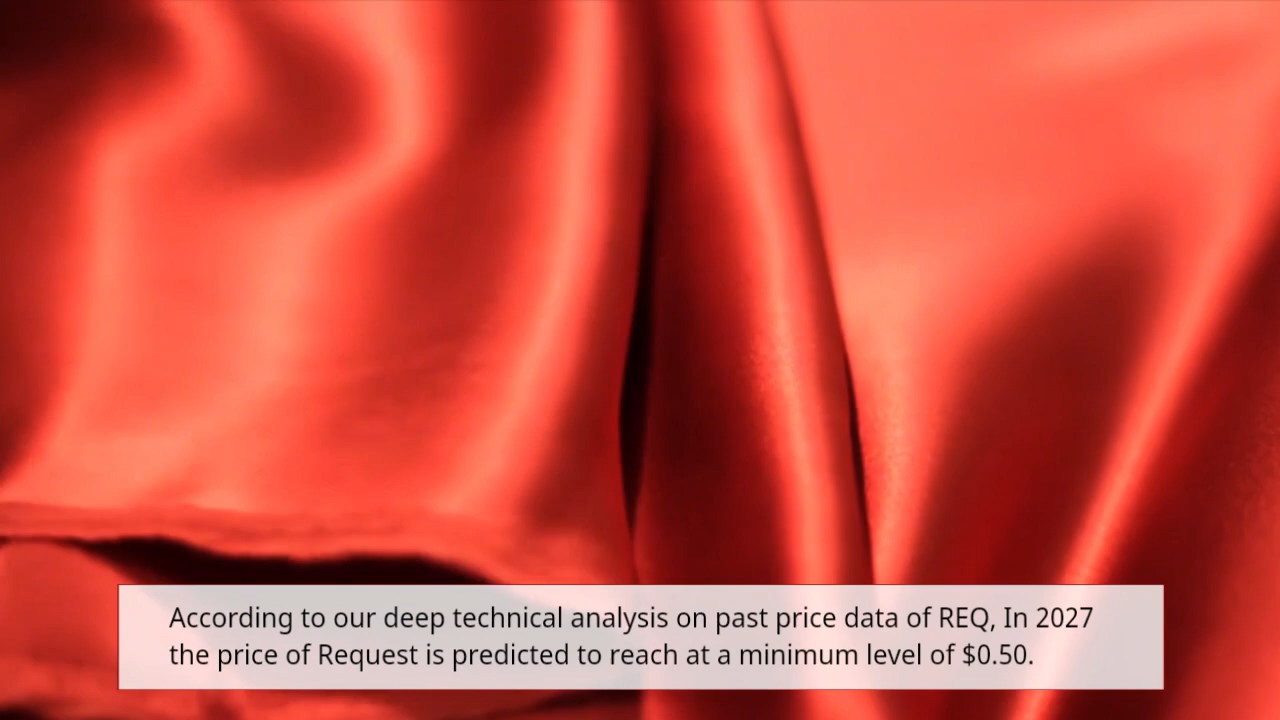 According to our deep technical analysis on past price data of REQ, In 2027
the price of Request is predicted to reach at a minimum level of $0.50.